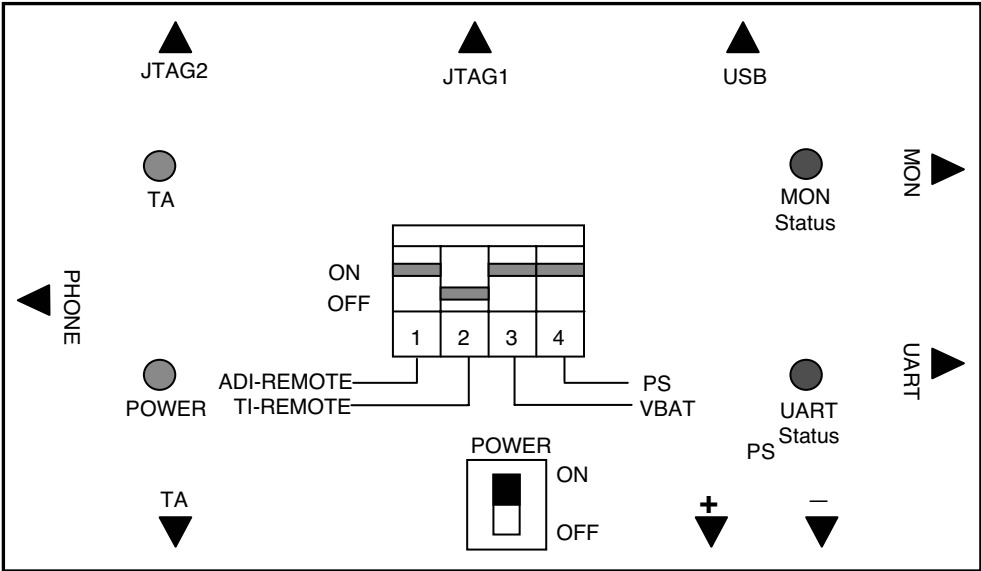 JTAG2
JTAG1
USB
TA
MON
Status
MON
PHONE
ON
OFF
1 2 3 4
ADI-REMOTE
TI-REMOTE
PS
VBAT
POWER
UART
Status
UART
PS
POWER
ON
OFF
TA
+
–